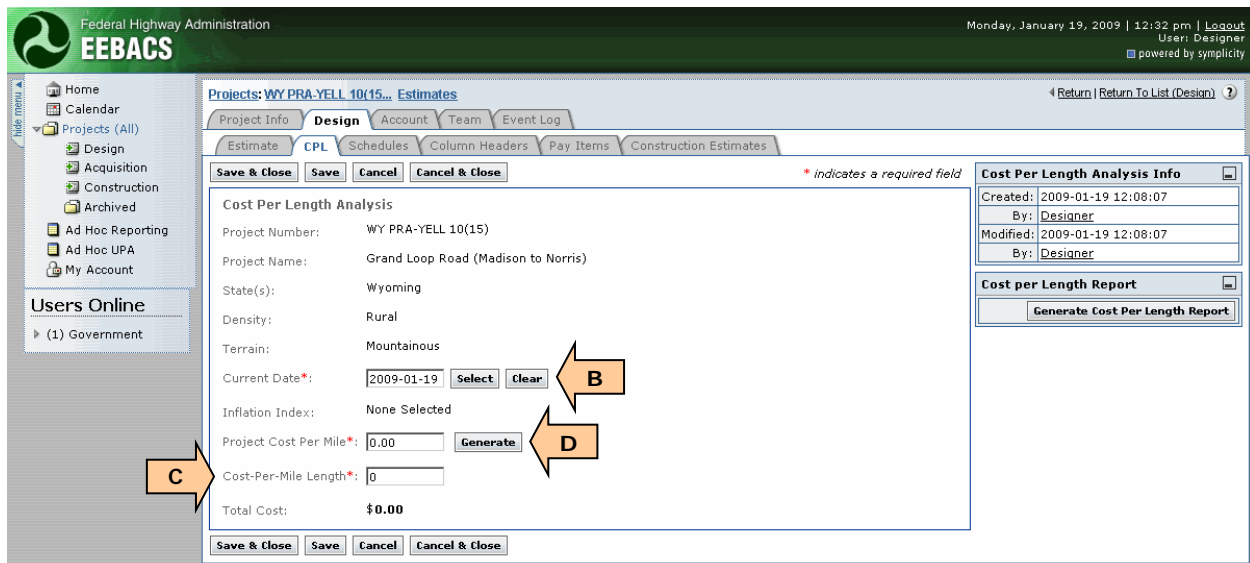 Federal Highway Administration
EEBACS
Monday, January 19, 2009 | 12:32 pm | Logout
User: Designer
powered by symplicity
hide menu
Home
Calendar
Projects (All)
Design
Acquisition
Construction
Archived
Ad Hoc Reporting
Ad Hoc UPA
My Account
Users Online
(1) Government
Projects: WY PRA-YELL 10(15... Estimates
Return | Return To List (Design) ?
Project Info Design Account Team Event Log
Estimate CPL Schedules Column Headers Pay Items Construction Estimates
Save & Close Save Cancel Cancel & Close * indicates a required field
Cost Per Length Analysis
Project Number: WY PRA-YELL 10(15)
Project Name: Grand Loop Road (Madison to Norris)
State(s): Wyoming
Density: Rural
Terrain: Mountainous
Current Date*: 2009-01-19 Select Clear B
Inflation Index: None Selected
Project Cost Per Mile*: 0.00 Generate D
C Cost-Per-Mile Length*: 0
Total Cost: $0.00
Save & Close Save Cancel Cancel & Close
Cost Per Length Analysis Info
Created: 2009-01-19 12:08:07
By: Designer
Modified: 2009-01-19 12:08:07
By: Designer
Cost per Length Report
Generate Cost Per Length Report